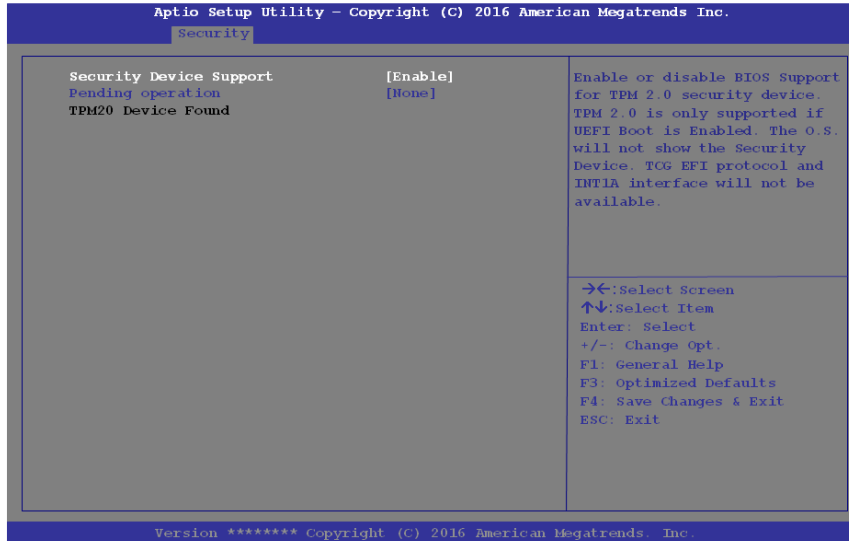 Aptio Setup Utility – Copyright (C) 2016 American Megatrends Inc.
Security
Security Device Support [Enable]
Pending operation [None]
TPM20 Device Found
Enable or disable BIOS Support
for TPM 2.0 security device.
TPM 2.0 is only supported if
UEFI Boot is Enabled. The O.S.
will not show the Security
Device. TCG EFI protocol and
INT1A interface will not be
available.
→←:Select Screen
↑↓:Select Item
Enter: Select
+/-: Change Opt.
F1: General Help
F3: Optimized Defaults
F4: Save Changes & Exit
ESC: Exit
Version ******** Copyright (C) 2016 American Megatrends. Inc.